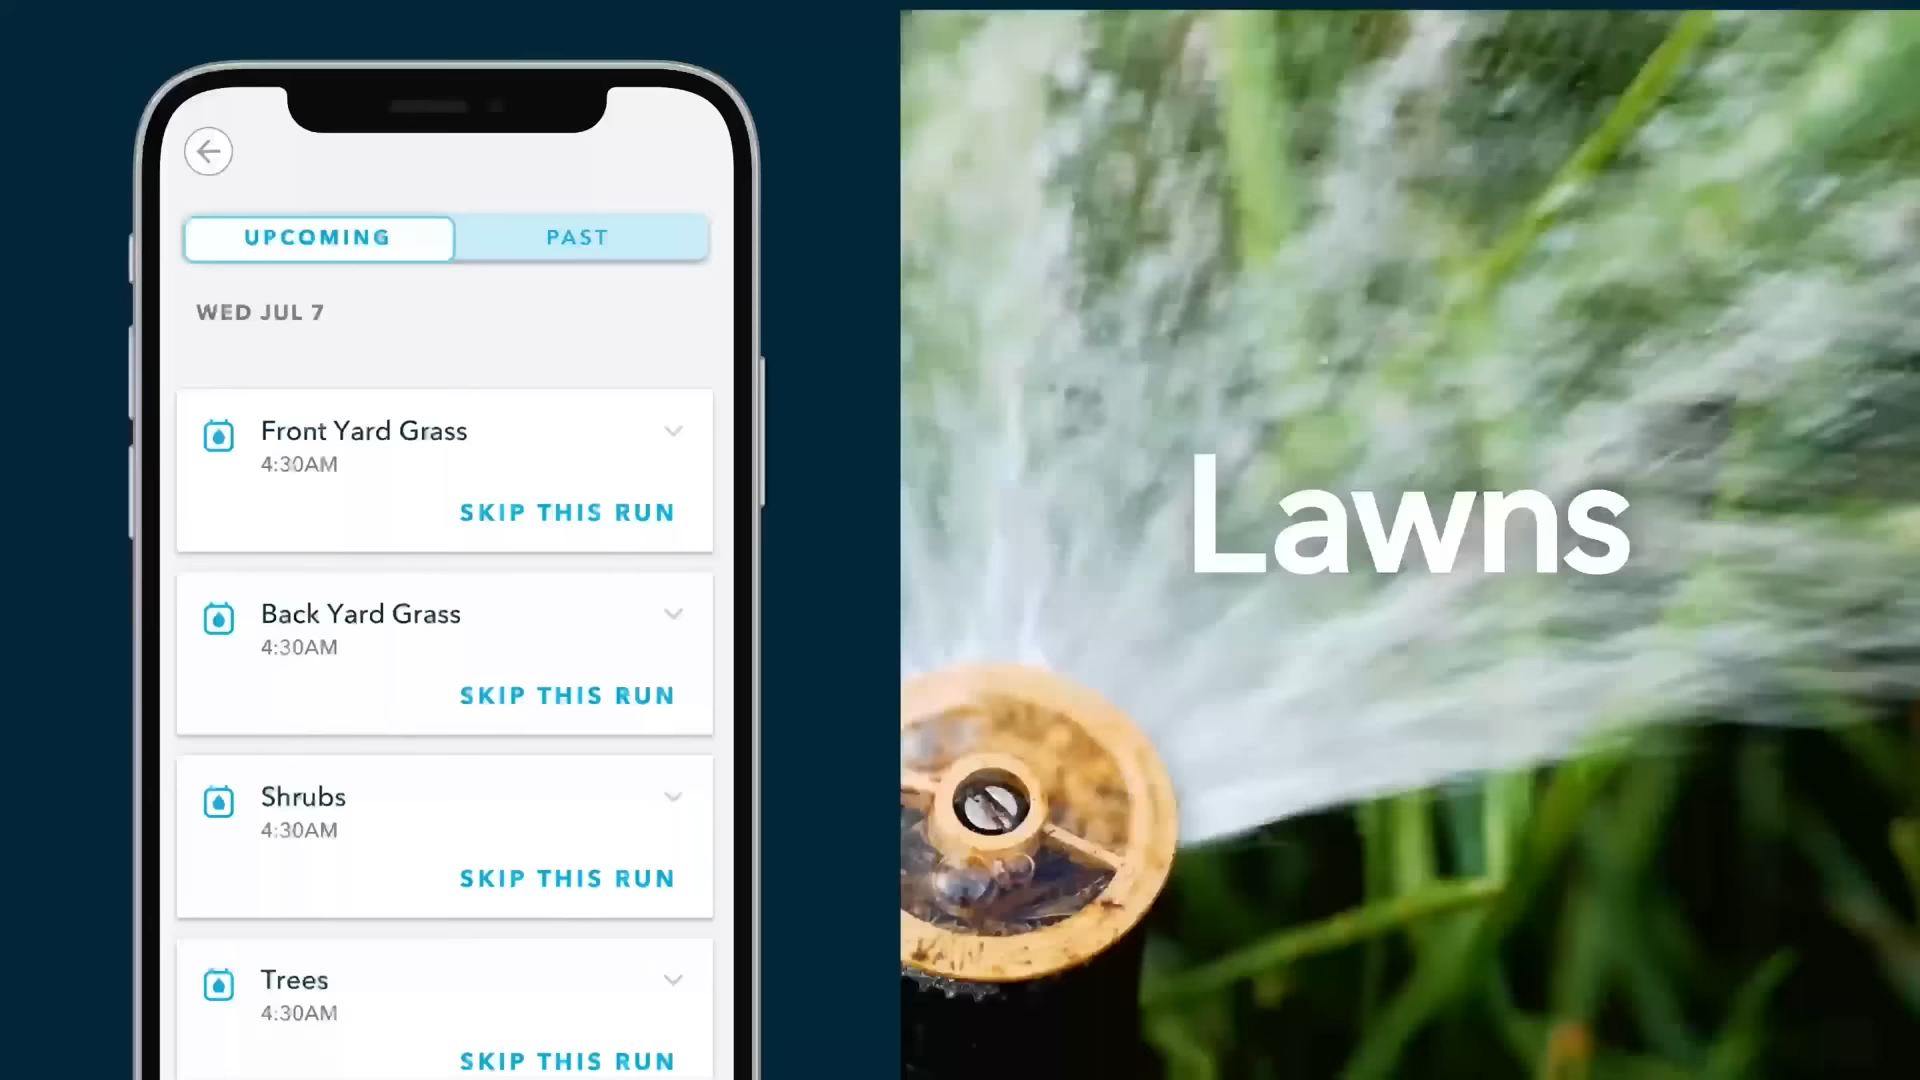 UPCOMING
PAST
WED JUL 7
Front Yard Grass
4:30AM
SKIP THIS RUN
Back Yard Grass
4:30AM
SKIP THIS RUN
Shrubs
4:30AM
SKIP THIS RUN
Trees
4:30AM
SKIP THIS RUN
Lawns